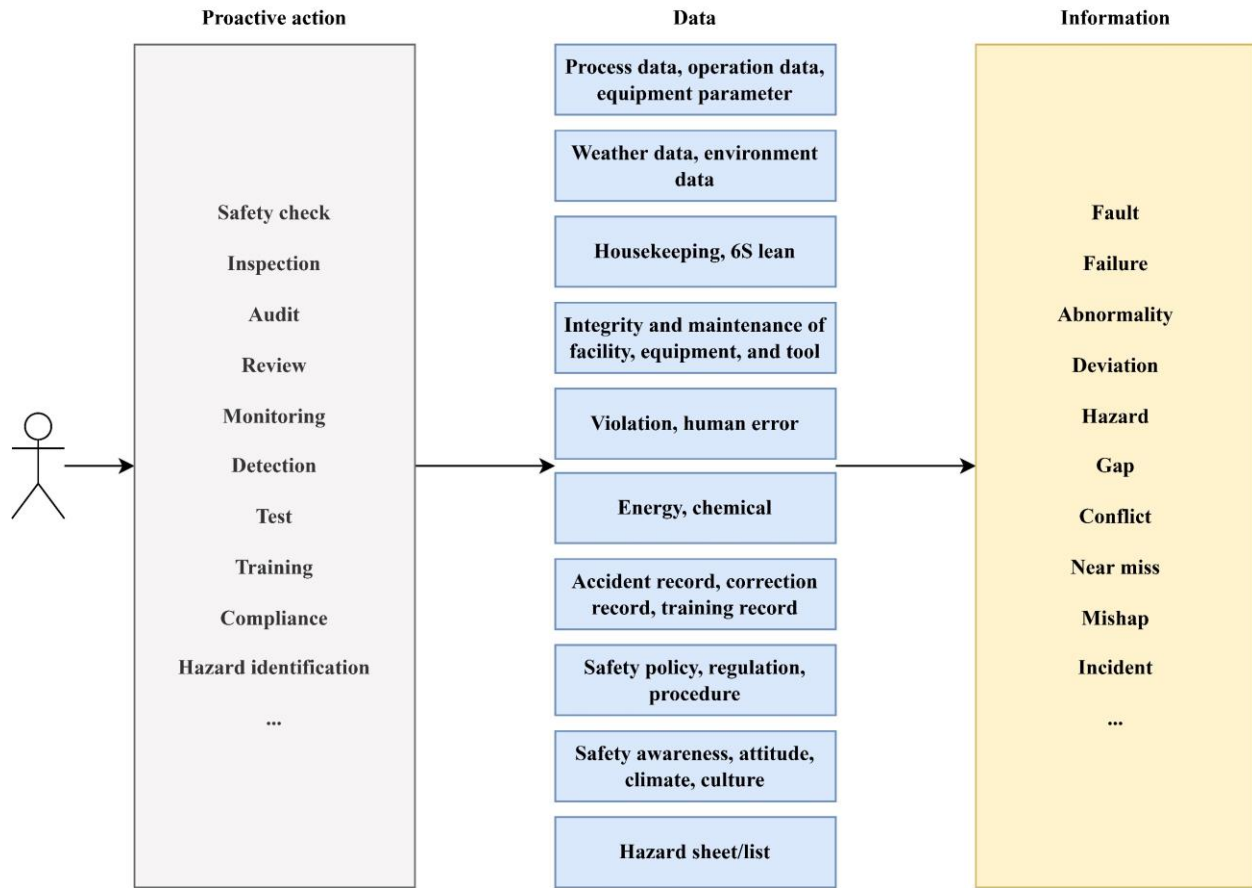 Proactive action
Data
Information
Safety check
Inspection
Audit
Review
Monitoring
Detection
Test
Training
Compliance
Hazard identification
...
Process data, operation data,
equipment parameter
Weather data, environment
data
Housekeeping, 6S lean
Integrity and maintenance of
facility, equipment, and tool
Violation, human error
Energy, chemical
Accident record, correction
record, training record
Safety policy, regulation,
procedure
Safety awareness, attitude,
climate, culture
Hazard sheet/list
Fault
Failure
Abnormality
Deviation
Hazard
Gap
Conflict
Near miss
Mishap
Incident
...